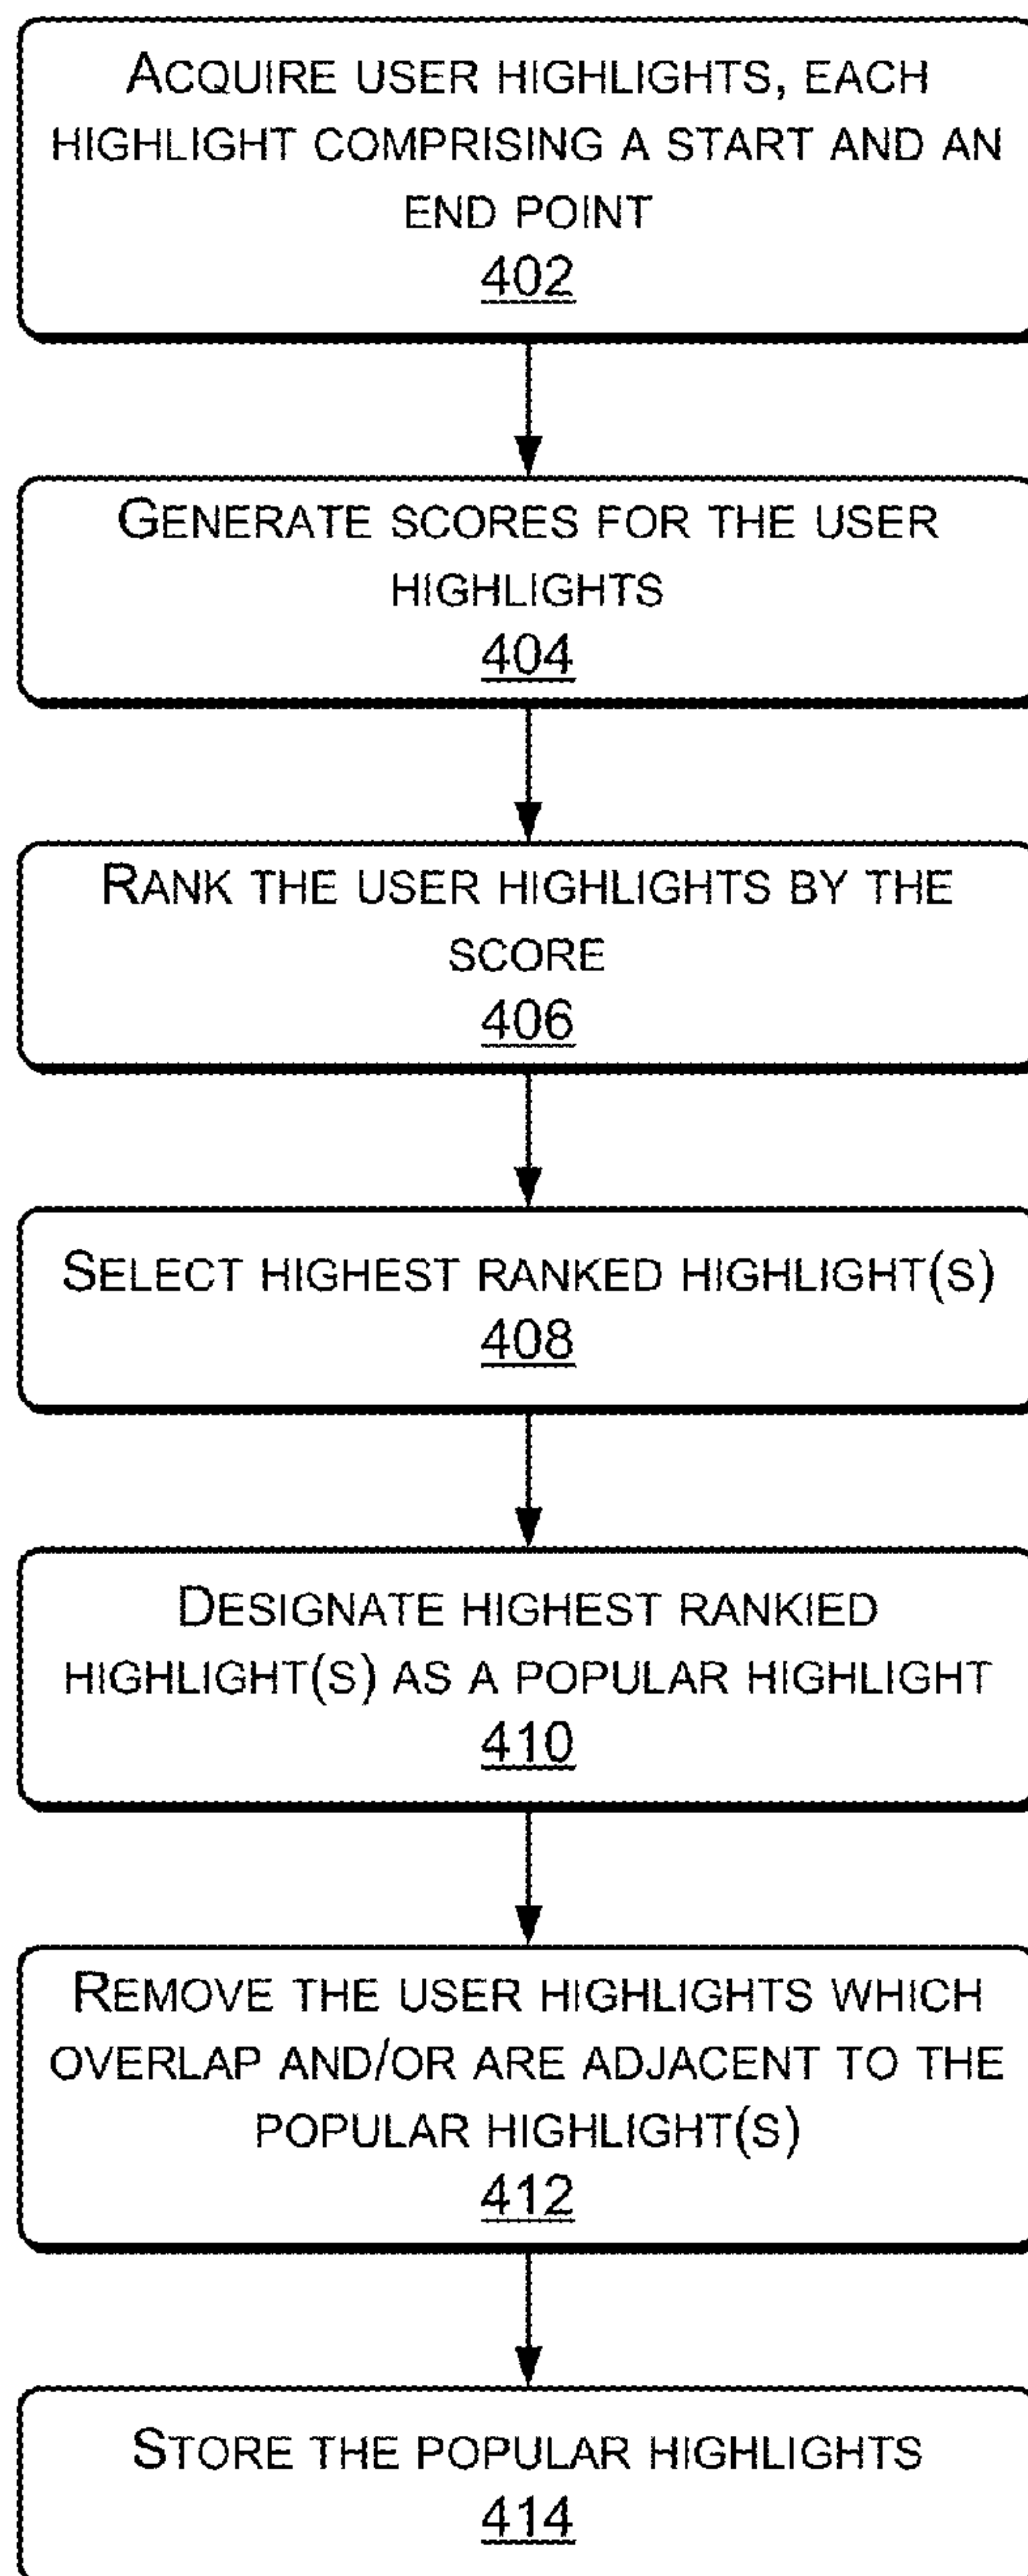 ACQUIRE USER HIGHLIGHTS, EACH
HIGHLIGHT COMPRISING A START AND AN
END POINT
402
GENERATE SCORES FOR THE USER
HIGHLIGHTS
404
RANK THE USER HIGHLIGHTS BY THE
SCORE
406
SELECT HIGHEST RANKED HIGHLIGHT(S)
408
DESIGNATE HIGHEST RANKIED
HIGHLIGHT(S) AS A POPULAR HIGHLIGHT
410
REMOVE THE USER HIGHLIGHTS WHICH
OVERLAP AND/OR ARE ADJACENT TO THE
POPULAR HIGHLIGHT(S)
412
STORE THE POPULAR HIGHLIGHTS
414